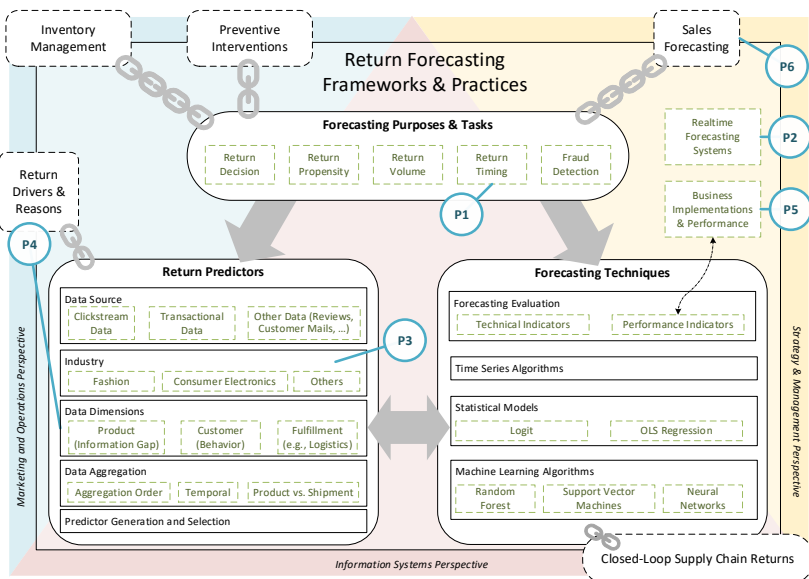 Inventory
Management
Preventive
Interventions
Sales
Forecasting
Return Forecasting
Frameworks & Practices
P6
Forecasting Purposes & Tasks
Return
Decision
Return
Propensity
Return
Volume
Return
Timing
Fraud
Detection
Realtime
Forecasting
Systems
P2
Return
Drivers &
Reasons
P1
Business
Implementations
& Performance
P5
P4
Return Predictors
Data Source
Clickstream
Data
Transactional
Data
Other Data (Reviews,
Customer Mails, ...)
Industry
Fashion
Consumer Electronics
Others
P3
Data Dimensions
Product
(Information Gap)
Customer
(Behavior)
Fulfillment
(e.g., Logistics)
Data Aggregation
Aggregation Order
Temporal
Product vs. Shipment
Predictor Generation and Selection
Forecasting Techniques
Forecasting Evaluation
Technical Indicators
Performance Indicators
Time Series Algorithms
Statistical Models
Logit
OLS Regression
Machine Learning Algorithms
Random
Forest
Support Vector
Machines
Neural
Networks
Marketing and Operations Perspective
Strategy & Management Perspective
Information Systems Perspective
Closed-Loop Supply Chain Returns